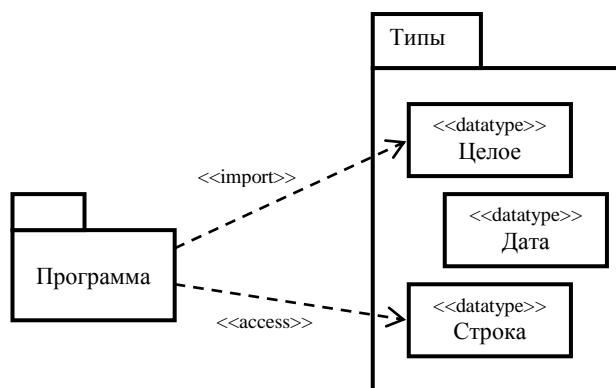 Типы
<<datatype>>
Целое
<<import>>
<<datatype>>
Дата
Программа
<<datatype>>
Строка
<<access>>